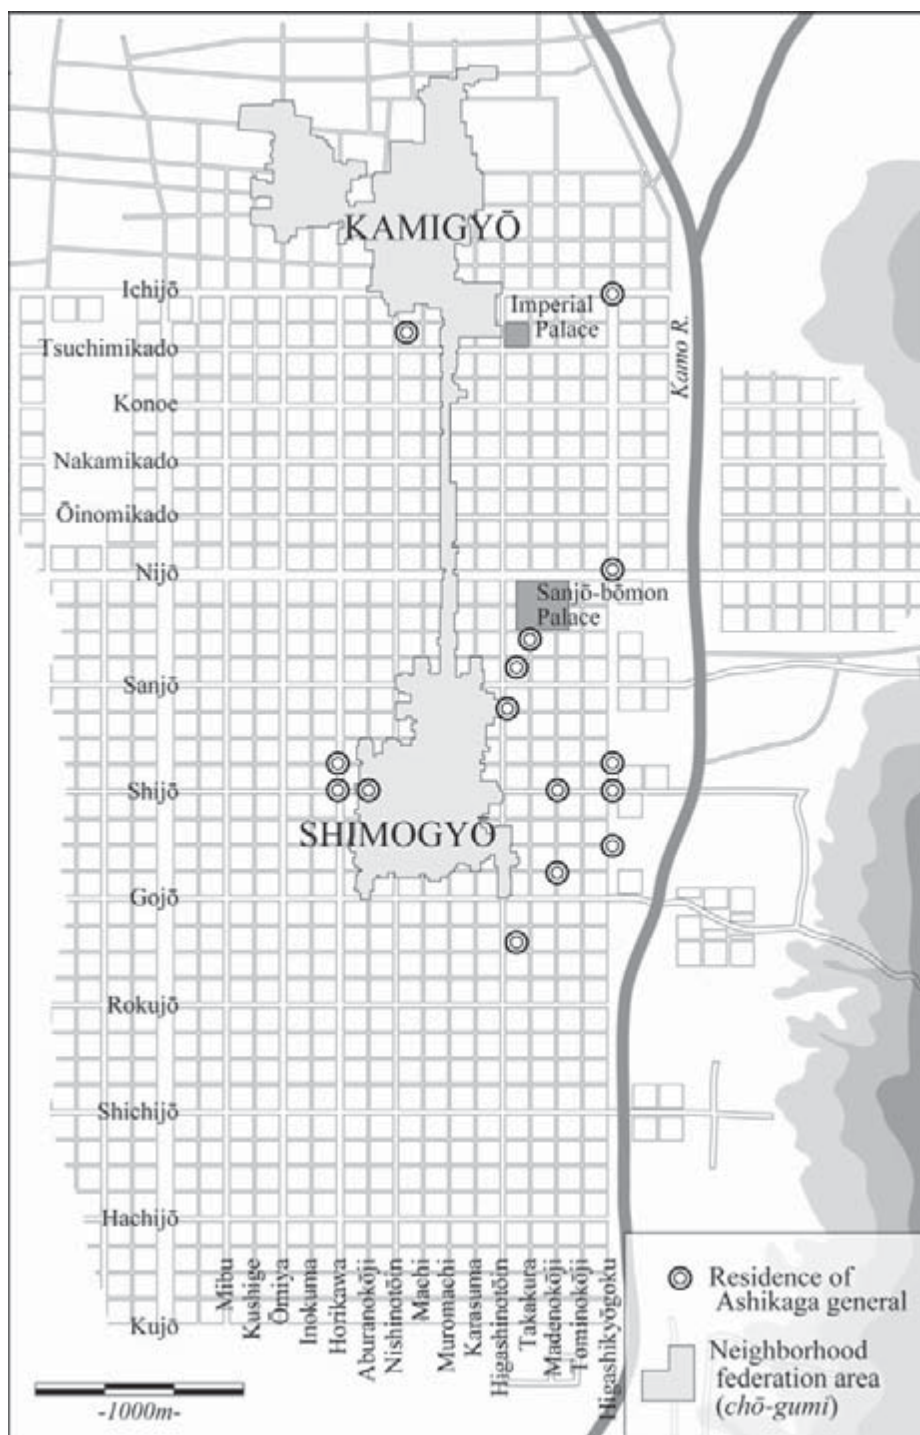 KAMIGYŌ
Ichijō
Imperial
Palace
Tsuchimikado
Kamo R.
Konoe
Nakamikado
Ōinomikado
Nijō
Sanjō-bōmon
Palace
Sanjō
Shijō
SHIMOGYŌ
Gojō
Rokujō
Shichijō
Hachijō
Kujō
Mibu
Kushige
Ōmiya
Inokuma
Horikawa
Aburanokōji
Nishinotōin
Machi
Muromachi
Karasuma
Higashinotōin
Takakura
Madenokōji
Tominokōji
Higashikyōgoku
Residence of
Ashikaga general
Neighborhood
federation area
(chō-gumi)
-1000m-